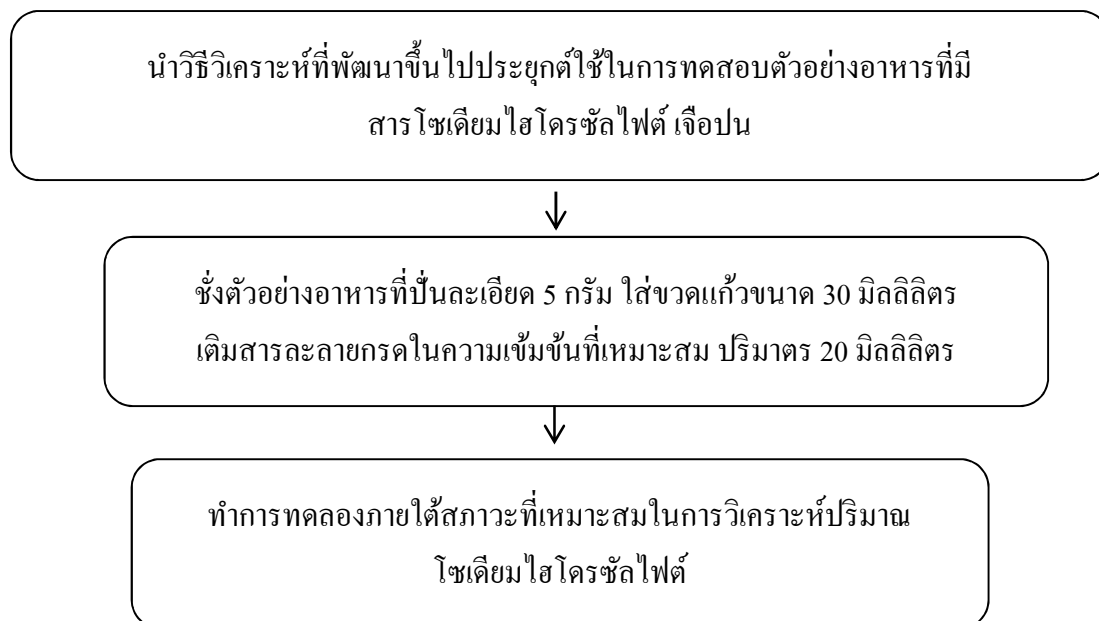 นำวิธีวิเคราะห์ที่พัฒนาขึ้นไปประยุกต์ใช้ในการทดสอบตัวอย่างอาหารที่มี
สารโซเดียมไฮโดรซัลไฟต์ เจือปน
ชั่งตัวอย่างอาหารที่ปั่นละเอียด 5 กรัม ใส่ขวดแก้วขนาด 30 มิลลิลิตร
เติมสารละลายกรดในความเข้มข้นที่เหมาะสม ปริมาตร 20 มิลลิลิตร
ทำการทดลองภายใต้สภาวะที่เหมาะสมในการวิเคราะห์ปริมาณ
โซเดียมไฮโดรซัลไฟต์